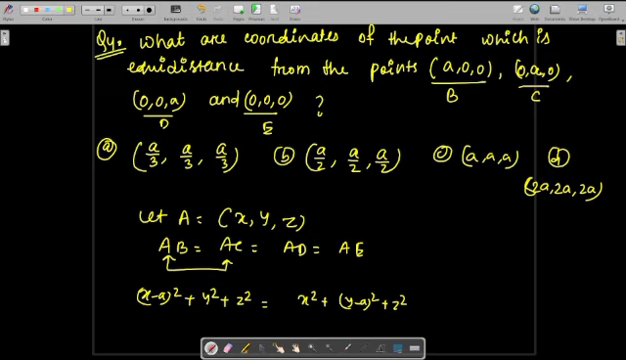 Q4. What are coordinates of the point which is
equidistance from the points (a,0,0), (0,a,0),
B C
(0,0,a) and (0,0,0) ?
D E
ⓐ (a/3, a/3, a/3) ⓑ (a/2, a/2, a/2) ⓒ (a,a,a) ⓓ
(2a,2a,2a)
Let A = (x, y, z)
AB = AC = AD = AE
(x-a)² + y² + z² = x² + (y-a)² + z²